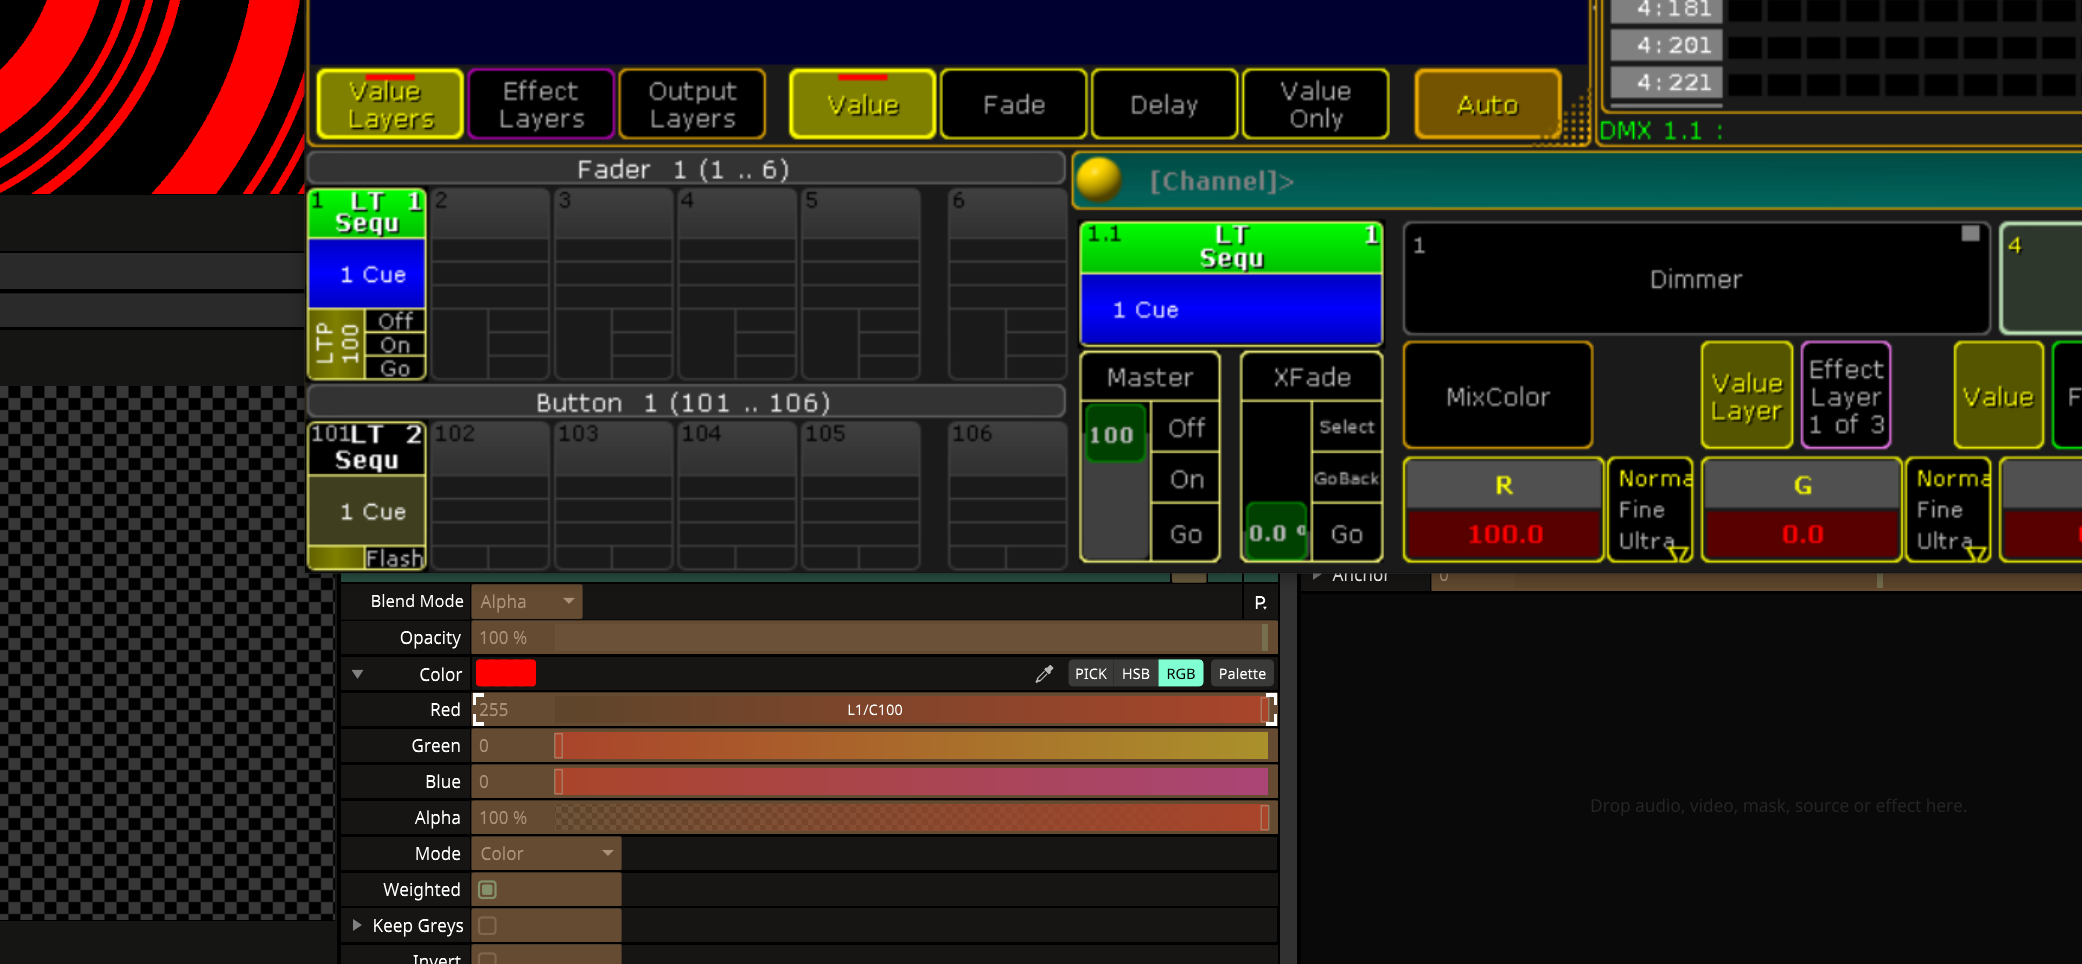 4:181
4:201
4:221
DMX 1.1 :
Value Layers
Effect Layers
Output Layers
Value
Fade
Delay
Value Only
Auto
Fader 1 (1 .. 6)
1 LT 1
Sequ
1 Cue
LTP 100
Off
On
Go
2
3
4
5
6
Button 1 (101 .. 106)
101 LT 2
Sequ
1 Cue
Flash
102
103
104
105
106
[Channel]>
1.1 LT 1
Sequ
1 Cue
Master
100
Off
On
Go
XFade
0.0
Select
GoBack
Go
1
Dimmer
4
MixColor
Value Layer
Effect Layer 1 of 3
Value
F
R
100.0
Norma
Fine
Ultra
G
0.0
Norma
Fine
Ultra
Blend Mode Alpha P.
Opacity 100 %
Color PICK HSB RGB Palette
Red 255 L1/C100
Green 0
Blue 0
Alpha 100 %
Mode Color
Weighted
Keep Greys
Invert
Anchor 0
Drop audio, video, mask, source or effect here.